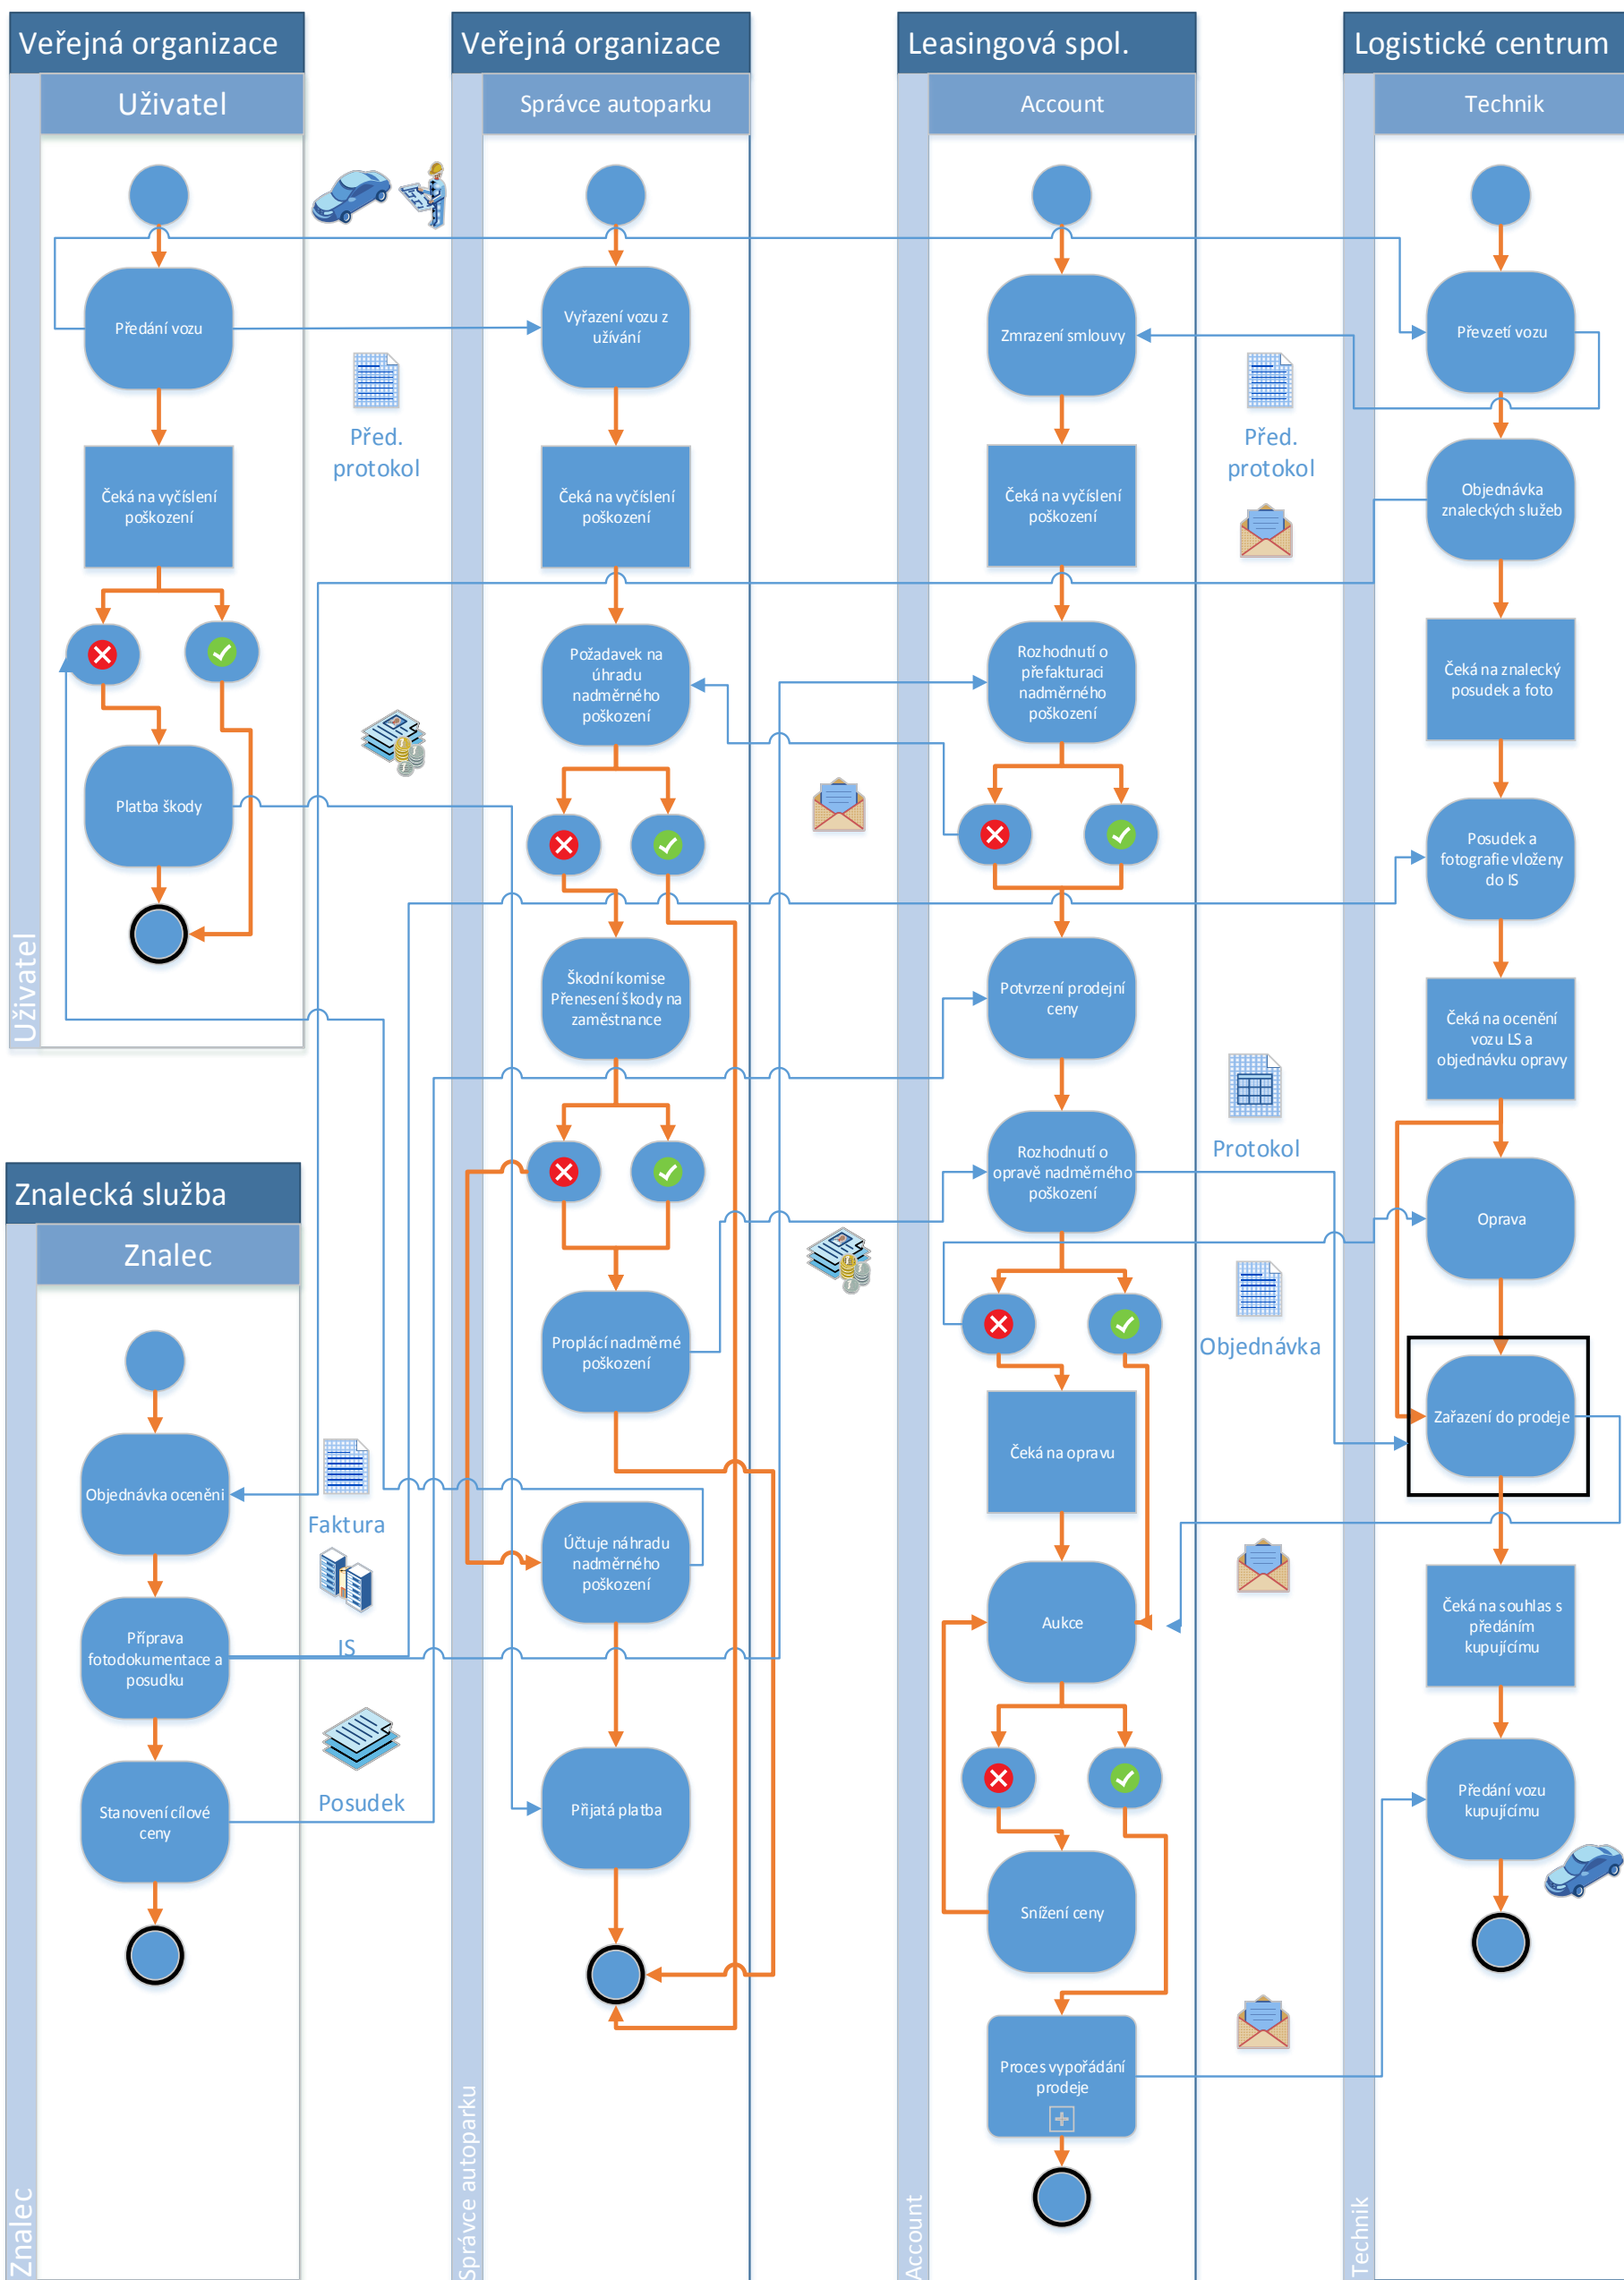 Veřejná organizace
Uživatel
Předání vozu
Čeká na vyčíslení
poškození
Platba škody
Uživatel
Před.
protokol
Veřejná organizace
Správce autoparku
Vyřazení vozu z
užívání
Čeká na vyčíslení
poškození
Požadavek na
úhradu
nadměrného
poškození
Škodní komise
Přenesení škody na
zaměstnance
Proplácí nadměrné
poškození
Účtuje náhradu
nadměrného
poškození
Přijatá platba
Správce autoparku
Leasingová spol.
Account
Zmrazení smlouvy
Čeká na vyčíslení
poškození
Rozhodnutí o
přefakturaci
nadměrného
poškození
Potvrzení prodejní
ceny
Rozhodnutí o
opravě nadměrného
poškození
Čeká na opravu
Aukce
Snížení ceny
Proces vypořádání
prodeje
Account
Před.
protokol
Protokol
Objednávka
Logistické centrum
Technik
Převzetí vozu
Objednávka
znaleckých služeb
Čeká na znalecký
posudek a foto
Posudek a
fotografie vloženy
do IS
Čeká na ocenění
vozu LS a
objednávku opravy
Oprava
Zařazení do prodeje
Čeká na souhlas s
předáním
kupujícímu
Předání vozu
kupujícímu
Technik
Znalecká služba
Znalec
Objednávka oceněni
Příprava
fotodokumentace a
posudku
Stanovení cílové
ceny
Znalec
Faktura
IS
Posudek